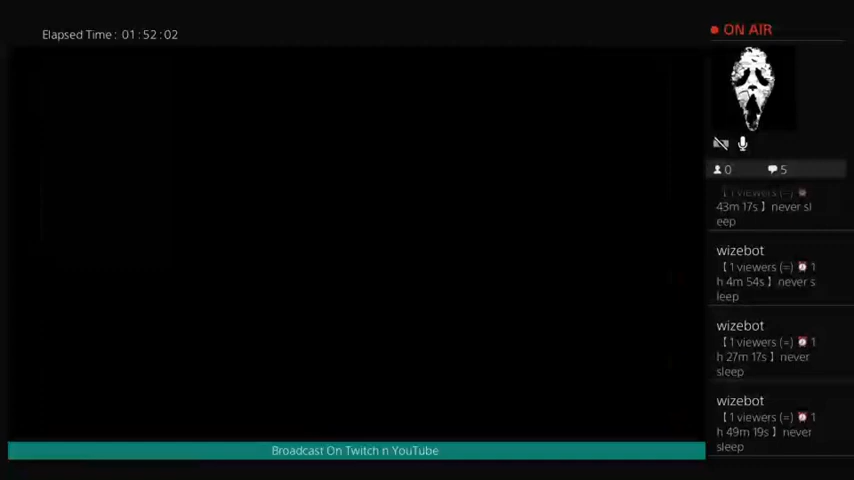 Elapsed Time : 01:52:02
ON AIR
0 5
【1 viewers (=) ⏰
43m 17s】never sl
eep
wizebot
【1 viewers (=) ⏰ 1
h 4m 54s】never s
leep
wizebot
【1 viewers (=) ⏰ 1
h 27m 17s】never
sleep
wizebot
【1 viewers (=) ⏰ 1
h 49m 19s】never
sleep
Broadcast On Twitch n YouTube